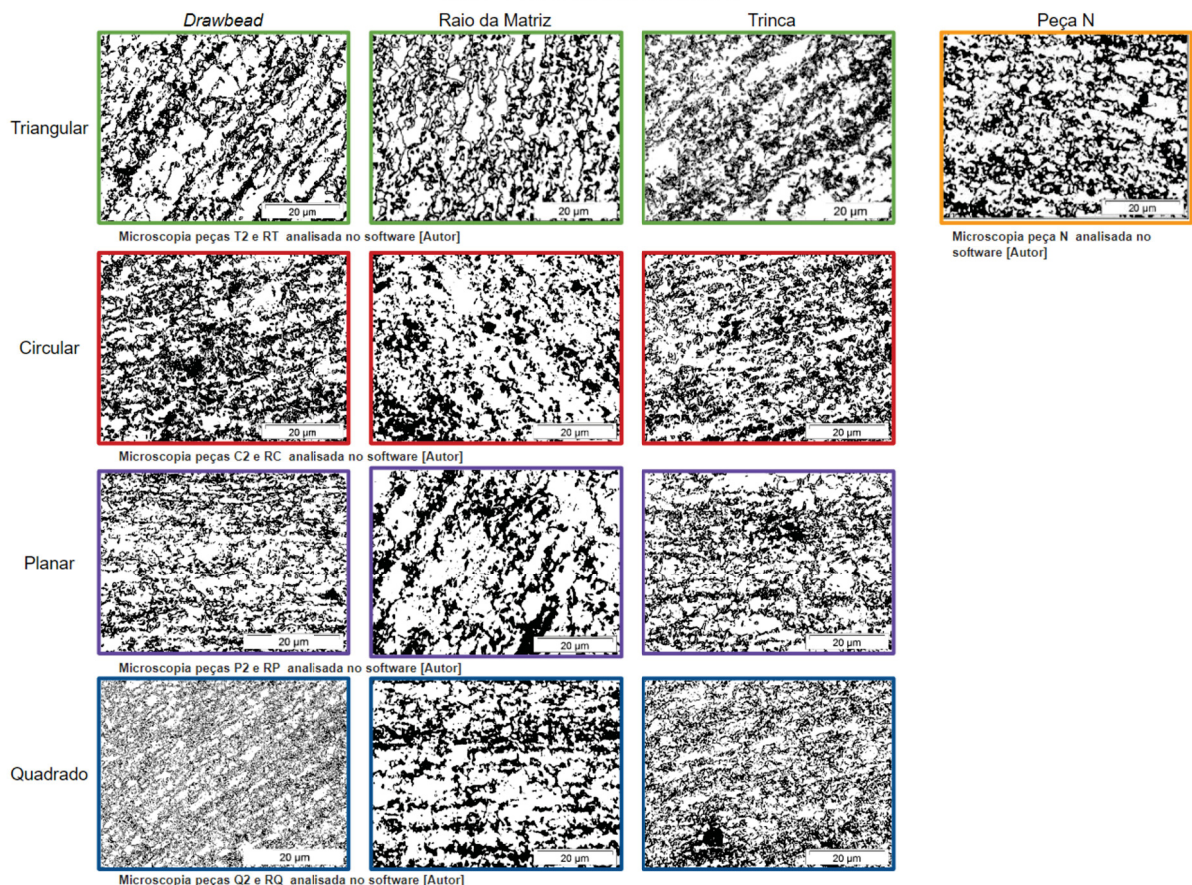 Drawbead
Raio da Matriz
Trinca
Peça N
Triangular
20 µm
20 µm
20 µm
20 µm
Microscopia peças T2 e RT analisada no software [Autor]
Microscopia peça N analisada no
software [Autor]
Circular
20 µm
20 µm
20 µm
Microscopia peças C2 e RC analisada no software [Autor]
Planar
20 µm
20 µm
20 µm
Microscopia peças P2 e RP analisada no software [Autor]
Quadrado
20 µm
20 µm
20 µm
Microscopia peças Q2 e RQ analisada no software [Autor]